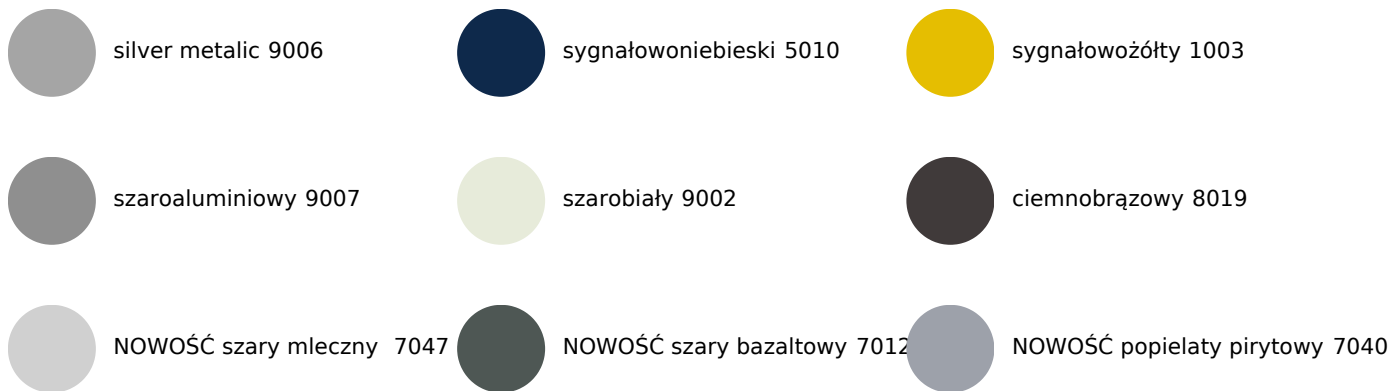 silver metalic 9006
sygnałowoniebieski 5010
sygnałowożółty 1003
szaroaluminiowy 9007
szarobiały 9002
ciemnobrązowy 8019
NOWOŚĆ szary mleczny  7047
NOWOŚĆ szary bazaltowy 7012
NOWOŚĆ popielaty pirytowy 7040